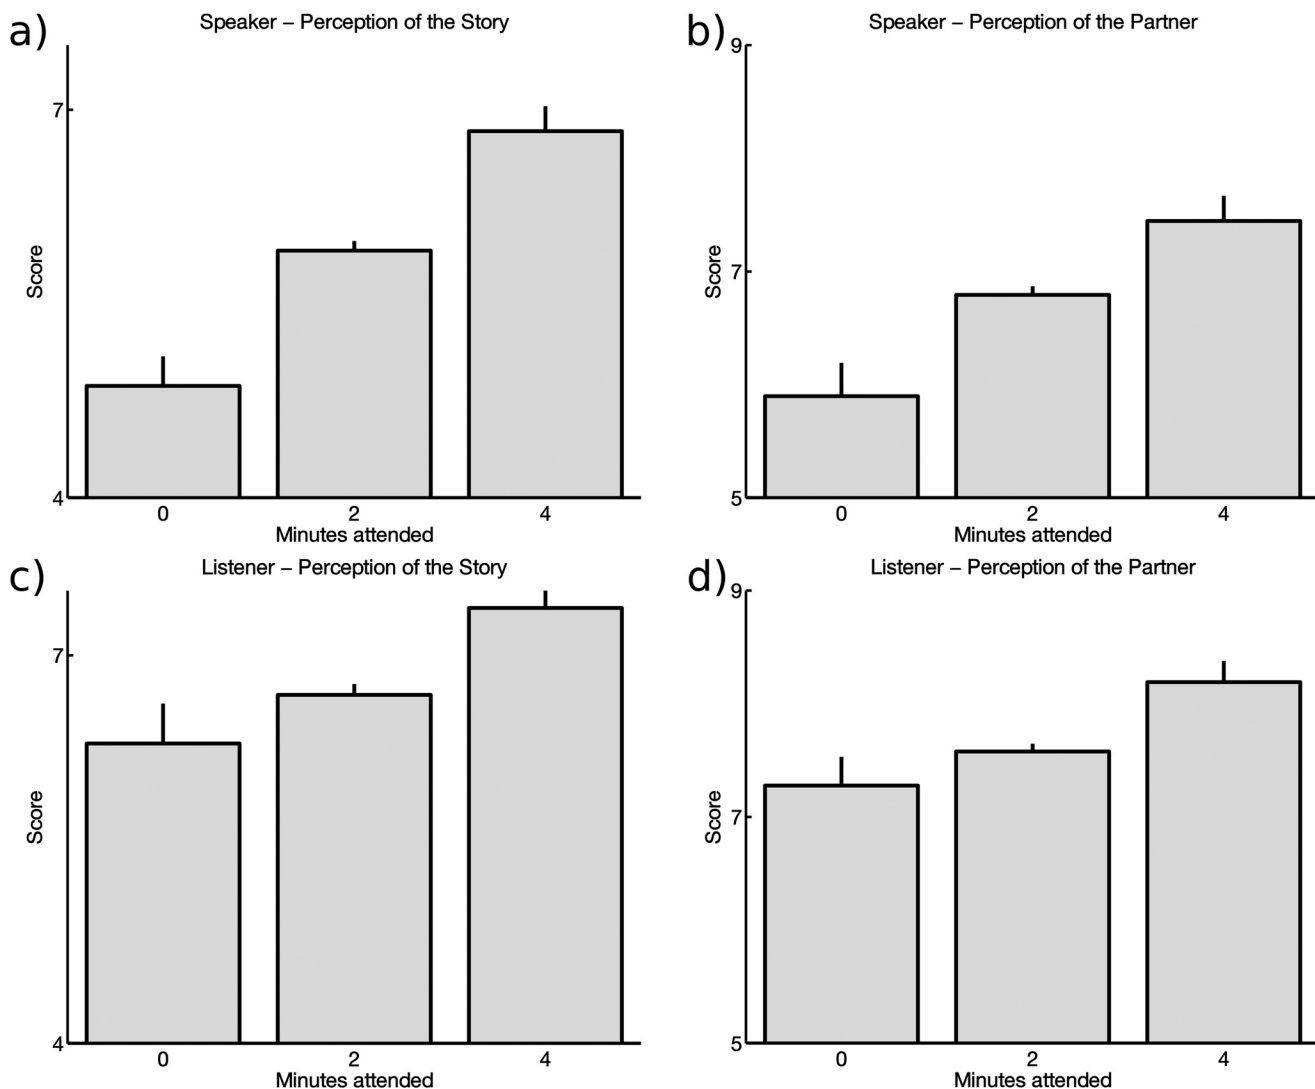 a)
Speaker – Perception of the Story
7
Score
4
0 2 4
Minutes attended
b)
Speaker – Perception of the Partner
9
7
Score
5
0 2 4
Minutes attended
c)
Listener – Perception of the Story
7
Score
4
0 2 4
Minutes attended
d)
Listener – Perception of the Partner
9
7
Score
5
0 2 4
Minutes attended